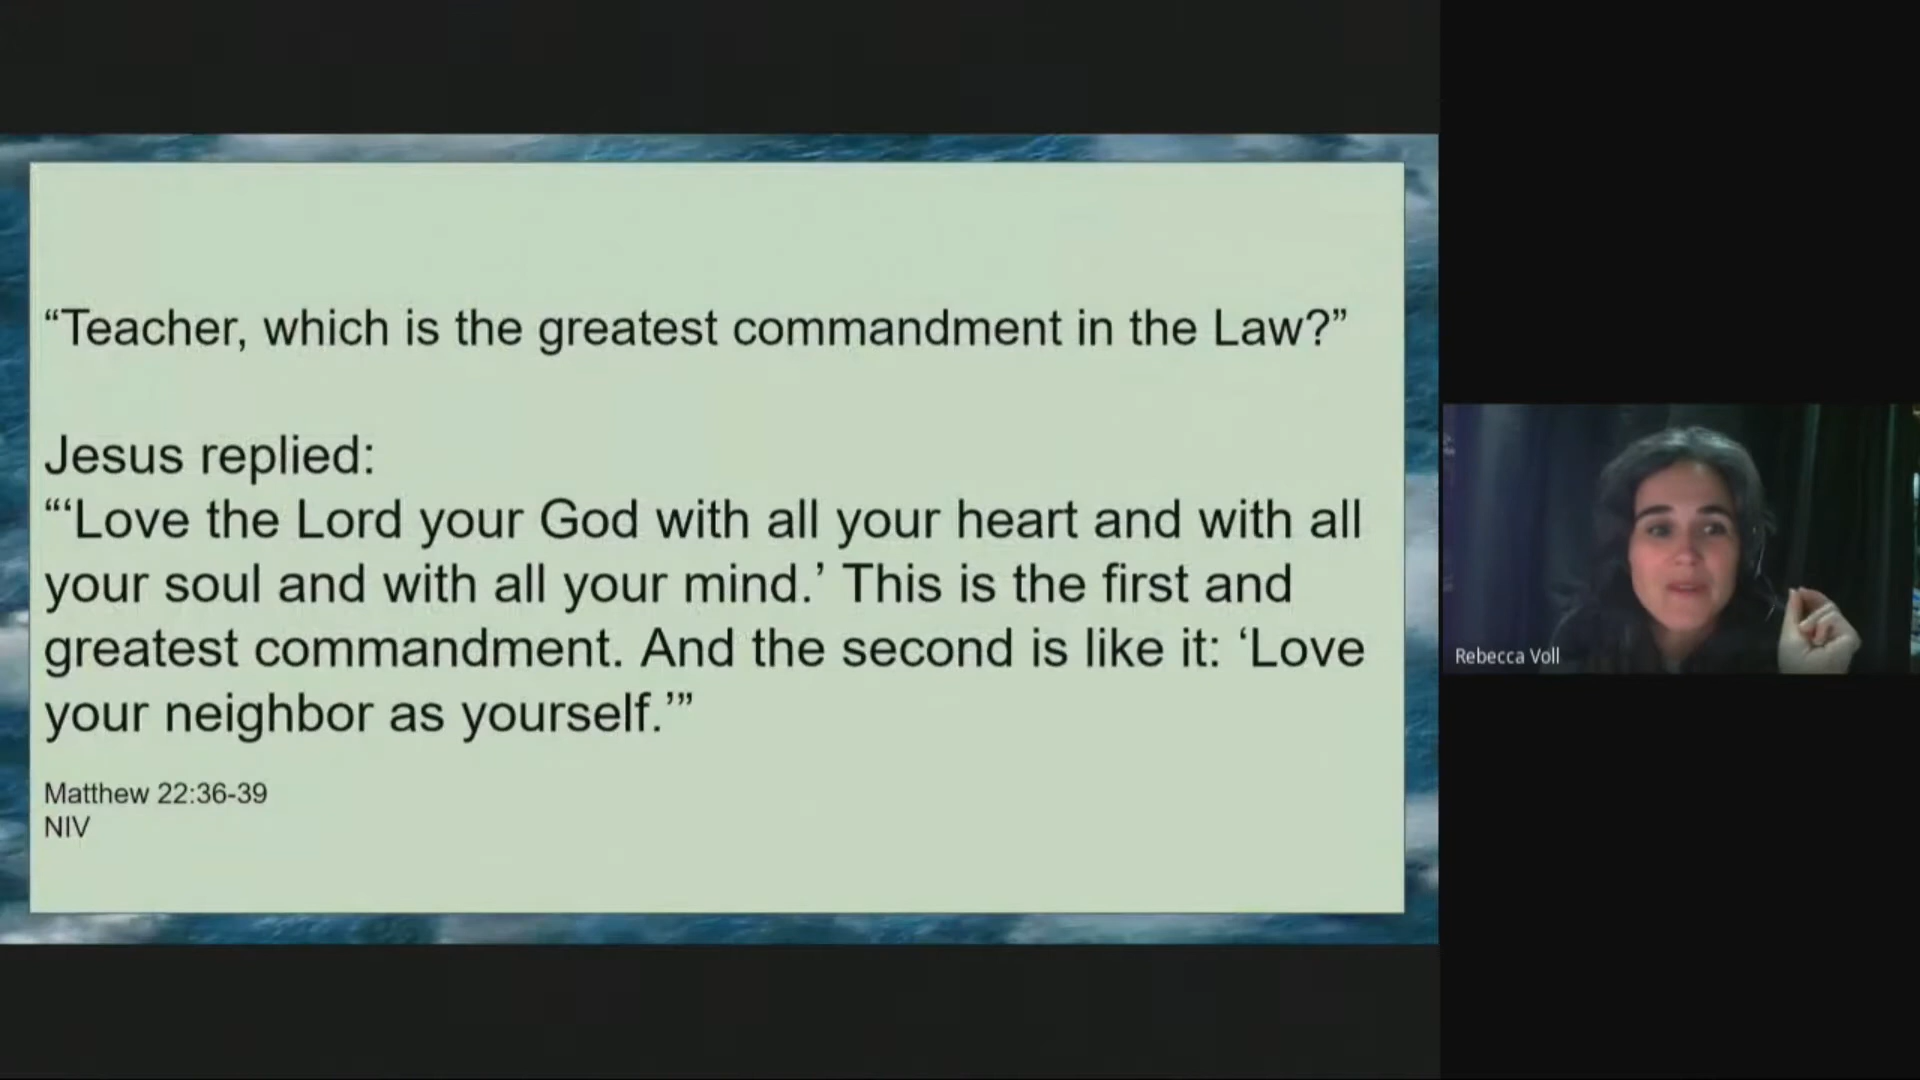 “Teacher, which is the greatest commandment in the Law?”
Jesus replied:
“‘Love the Lord your God with all your heart and with all
your soul and with all your mind.’ This is the first and
greatest commandment. And the second is like it: ‘Love
your neighbor as yourself.’”
Matthew 22:36-39
NIV
Rebecca Voll